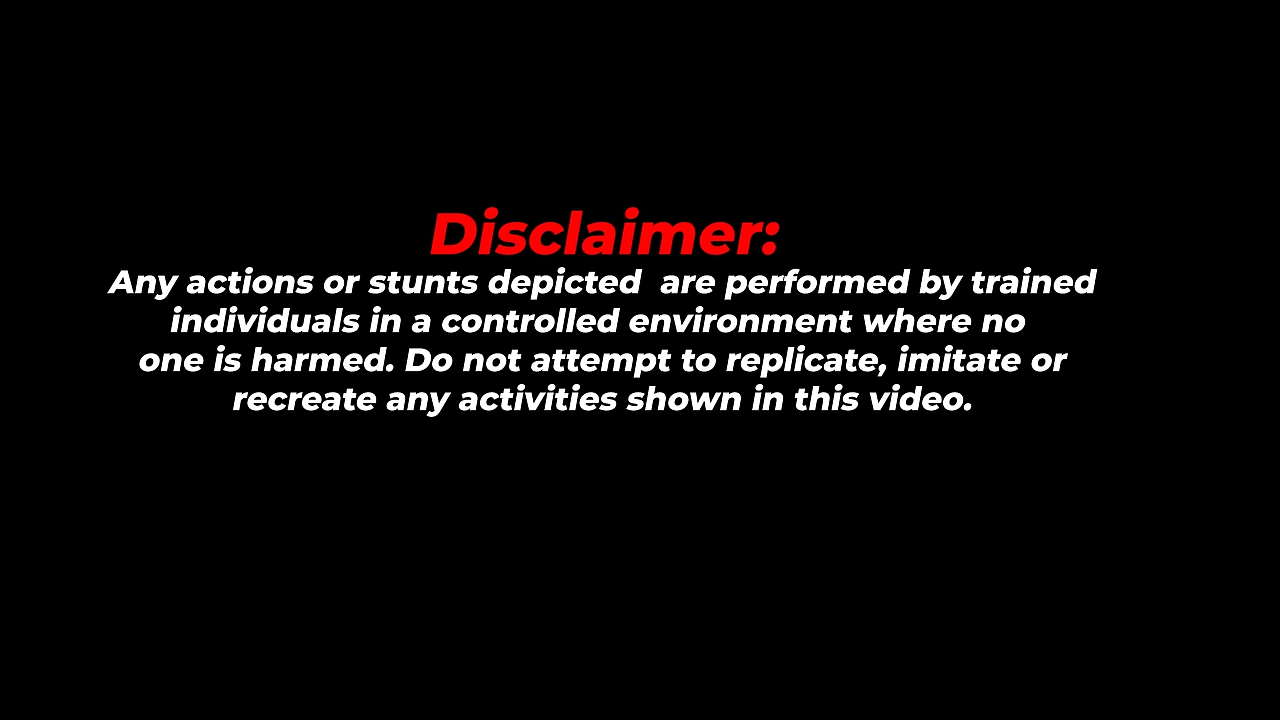 Disclaimer:
Any actions or stunts depicted  are performed by trained
individuals in a controlled environment where no
one is harmed. Do not attempt to replicate, imitate or
recreate any activities shown in this video.